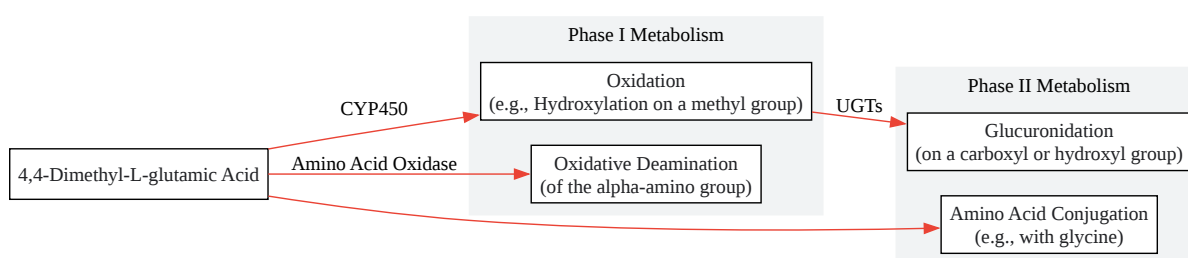 Phase I Metabolism
Oxidation
(e.g., Hydroxylation on a methyl group)
CYP450
UGTs
Phase II Metabolism
Glucuronidation
(on a carboxyl or hydroxyl group)
4,4-Dimethyl-L-glutamic Acid
Amino Acid Oxidase
Oxidative Deamination
(of the alpha-amino group)
Amino Acid Conjugation
(e.g., with glycine)